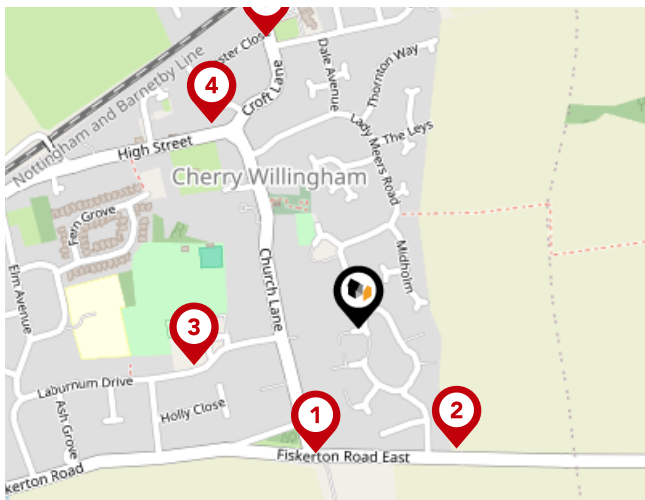 ster Close
Dale Avenue
Thornton Way
4
Croft Lane
Nottingham and Barnetby Line
High Street
Lady Meers Road
The Leys
Cherry Willingham
Fern Grove
Elm Avenue
Church Lane
Midholm
3
Laburnum Drive
Ash Grove
Holly Close
1
2
Fiskerton Road East
kerton Road